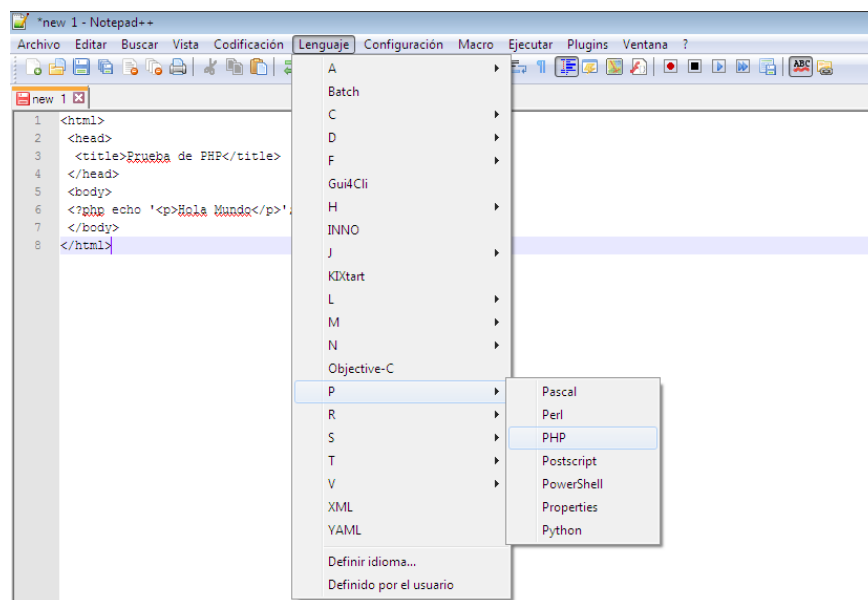 *new 1 - Notepad++
Archivo Editar Buscar Vista Codificación Lenguaje Configuración Macro Ejecutar Plugins Ventana ?
ABC
new 1
1 <html>
2 <head>
3 <title>Prueba de PHP</title>
4 </head>
5 <body>
6 <?php echo '<p>Hola Mundo</p>';
7 </body>
8 </html>
A
Batch
C
D
F
Gui4Cli
H
INNO
J
KIXtart
L
M
N
Objective-C
P
R
S
T
V
XML
YAML
Definir idioma...
Definido por el usuario
Pascal
Perl
PHP
Postscript
PowerShell
Properties
Python